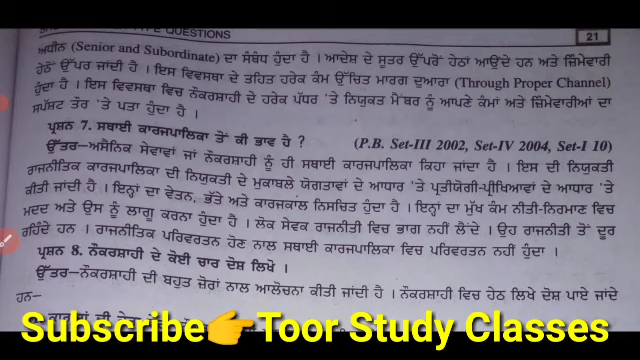 TYPE QUESTIONS
21
ਅਧੀਨ (Senior and Subordinate) ਦਾ ਸੰਬੰਧ ਹੁੰਦਾ ਹੈ । ਆਦੇਸ਼ ਦੇ ਸੂਤਰ ਉੱਪਰੋਂ ਹੇਠਾਂ ਆਉਂਦੇ ਹਨ ਅਤੇ ਜ਼ਿੰਮੇਵਾਰੀ
ਹੇਠੋਂ ਉੱਪਰ ਜਾਂਦੀ ਹੈ । ਇਸ ਵਿਵਸਥਾ ਦੇ ਤਹਿਤ ਹਰੇਕ ਕੰਮ ਉਚਿਤ ਮਾਰਗ ਦੁਆਰਾ (Through Proper Channel)
ਹੁੰਦਾ ਹੈ । ਇਸ ਵਿਵਸਥਾ ਵਿਚ ਨੌਕਰਸ਼ਾਹੀ ਦੇ ਹਰੇਕ ਪੱਧਰ 'ਤੇ ਨਿਯੁਕਤ ਮੈਂਬਰ ਨੂੰ ਆਪਣੇ ਕੰਮਾਂ ਅਤੇ ਜ਼ਿੰਮੇਵਾਰੀਆਂ ਦਾ
ਸਪੱਸ਼ਟ ਤੌਰ 'ਤੇ ਪਤਾ ਹੁੰਦਾ ਹੈ ।
ਪ੍ਰਸ਼ਨ 7. ਸਥਾਈ ਕਾਰਜਪਾਲਿਕਾ ਤੋਂ ਕੀ ਭਾਵ ਹੈ ? (P.B. Set-III 2002, Set-IV 2004, Set-I 10)
ਉੱਤਰ–ਅਸੈਨਿਕ ਸੇਵਾਵਾਂ ਜਾਂ ਨੌਕਰਸ਼ਾਹੀ ਨੂੰ ਹੀ ਸਥਾਈ ਕਾਰਜਪਾਲਿਕਾ ਕਿਹਾ ਜਾਂਦਾ ਹੈ । ਇਸ ਦੀ ਨਿਯੁਕਤੀ
ਰਾਜਨੀਤਿਕ ਕਾਰਜਪਾਲਿਕਾ ਦੀ ਨਿਯੁਕਤੀ ਦੇ ਮੁਕਾਬਲੇ ਯੋਗਤਾਵਾਂ ਦੇ ਆਧਾਰ 'ਤੇ ਪ੍ਰਤੀਯੋਗੀ-ਪ੍ਰੀਖਿਆਵਾਂ ਦੇ ਆਧਾਰ 'ਤੇ
ਕੀਤੀ ਜਾਂਦੀ ਹੈ । ਇਨ੍ਹਾਂ ਦਾ ਵੇਤਨ, ਭੱਤੇ ਅਤੇ ਕਾਰਜਕਾਲ ਨਿਸਚਿਤ ਹੁੰਦਾ ਹੈ । ਇਨ੍ਹਾਂ ਦਾ ਮੁੱਖ ਕੰਮ ਨੀਤੀ-ਨਿਰਮਾਣ ਵਿਚ
ਮਦਦ ਅਤੇ ਉਸ ਨੂੰ ਲਾਗੂ ਕਰਨਾ ਹੁੰਦਾ ਹੈ । ਲੋਕ ਸੇਵਕ ਰਾਜਨੀਤੀ ਵਿਚ ਭਾਗ ਨਹੀਂ ਲੈਂਦੇ । ਉਹ ਰਾਜਨੀਤੀ ਤੋਂ ਦੂਰ
ਰਹਿੰਦੇ ਹਨ । ਰਾਜਨੀਤਿਕ ਪਰਿਵਰਤਨ ਹੋਣ ਨਾਲ ਸਥਾਈ ਕਾਰਜਪਾਲਿਕਾ ਵਿਚ ਪਰਿਵਰਤਨ ਨਹੀਂ ਹੁੰਦਾ ।
ਪ੍ਰਸ਼ਨ 8. ਨੌਕਰਸ਼ਾਹੀ ਦੇ ਕੋਈ ਚਾਰ ਦੋਸ਼ ਲਿਖੋ ।
ਉੱਤਰ–ਨੌਕਰਸ਼ਾਹੀ ਦੀ ਬਹੁਤ ਜ਼ੋਰਾਂ ਨਾਲ ਆਲੋਚਨਾ ਕੀਤੀ ਜਾਂਦੀ ਹੈ । ਨੌਕਰਸ਼ਾਹੀ ਵਿਚ ਹੇਠ ਲਿਖੇ ਦੋਸ਼ ਪਾਏ ਜਾਂਦੇ
ਹਨ–
Subscribe👉Toor Study Classes